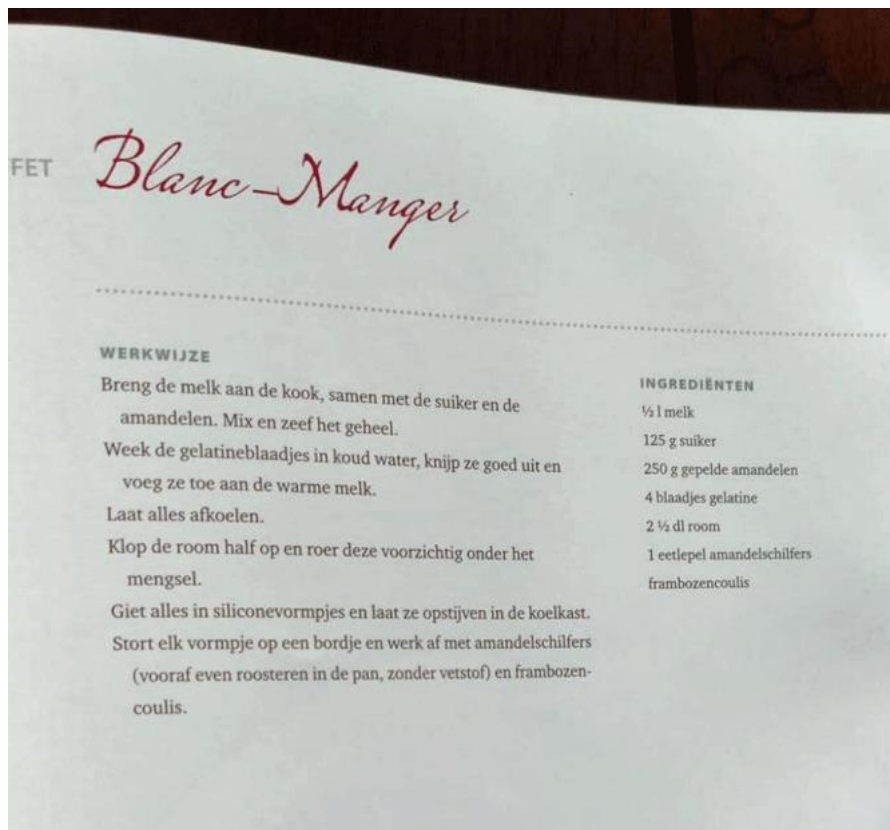 FET
Blanc-Manger
WERKWIJZE
Breng de melk aan de kook, samen met de suiker en de
amandelen. Mix en zeef het geheel.
Week de gelatineblaadjes in koud water, knijp ze goed uit en
voeg ze toe aan de warme melk.
Laat alles afkoelen.
Klop de room half op en roer deze voorzichtig onder het
mengsel.
Giet alles in siliconevormpjes en laat ze opstijven in de koelkast.
Stort elk vormpje op een bordje en werk af met amandelschilfers
(vooraf even roosteren in de pan, zonder vetstof) en frambozen-
coulis.
INGREDIËNTEN
½ l melk
125 g suiker
250 g gepelde amandelen
4 blaadjes gelatine
2 ½ dl room
1 eetlepel amandelschilfers
frambozencoulis